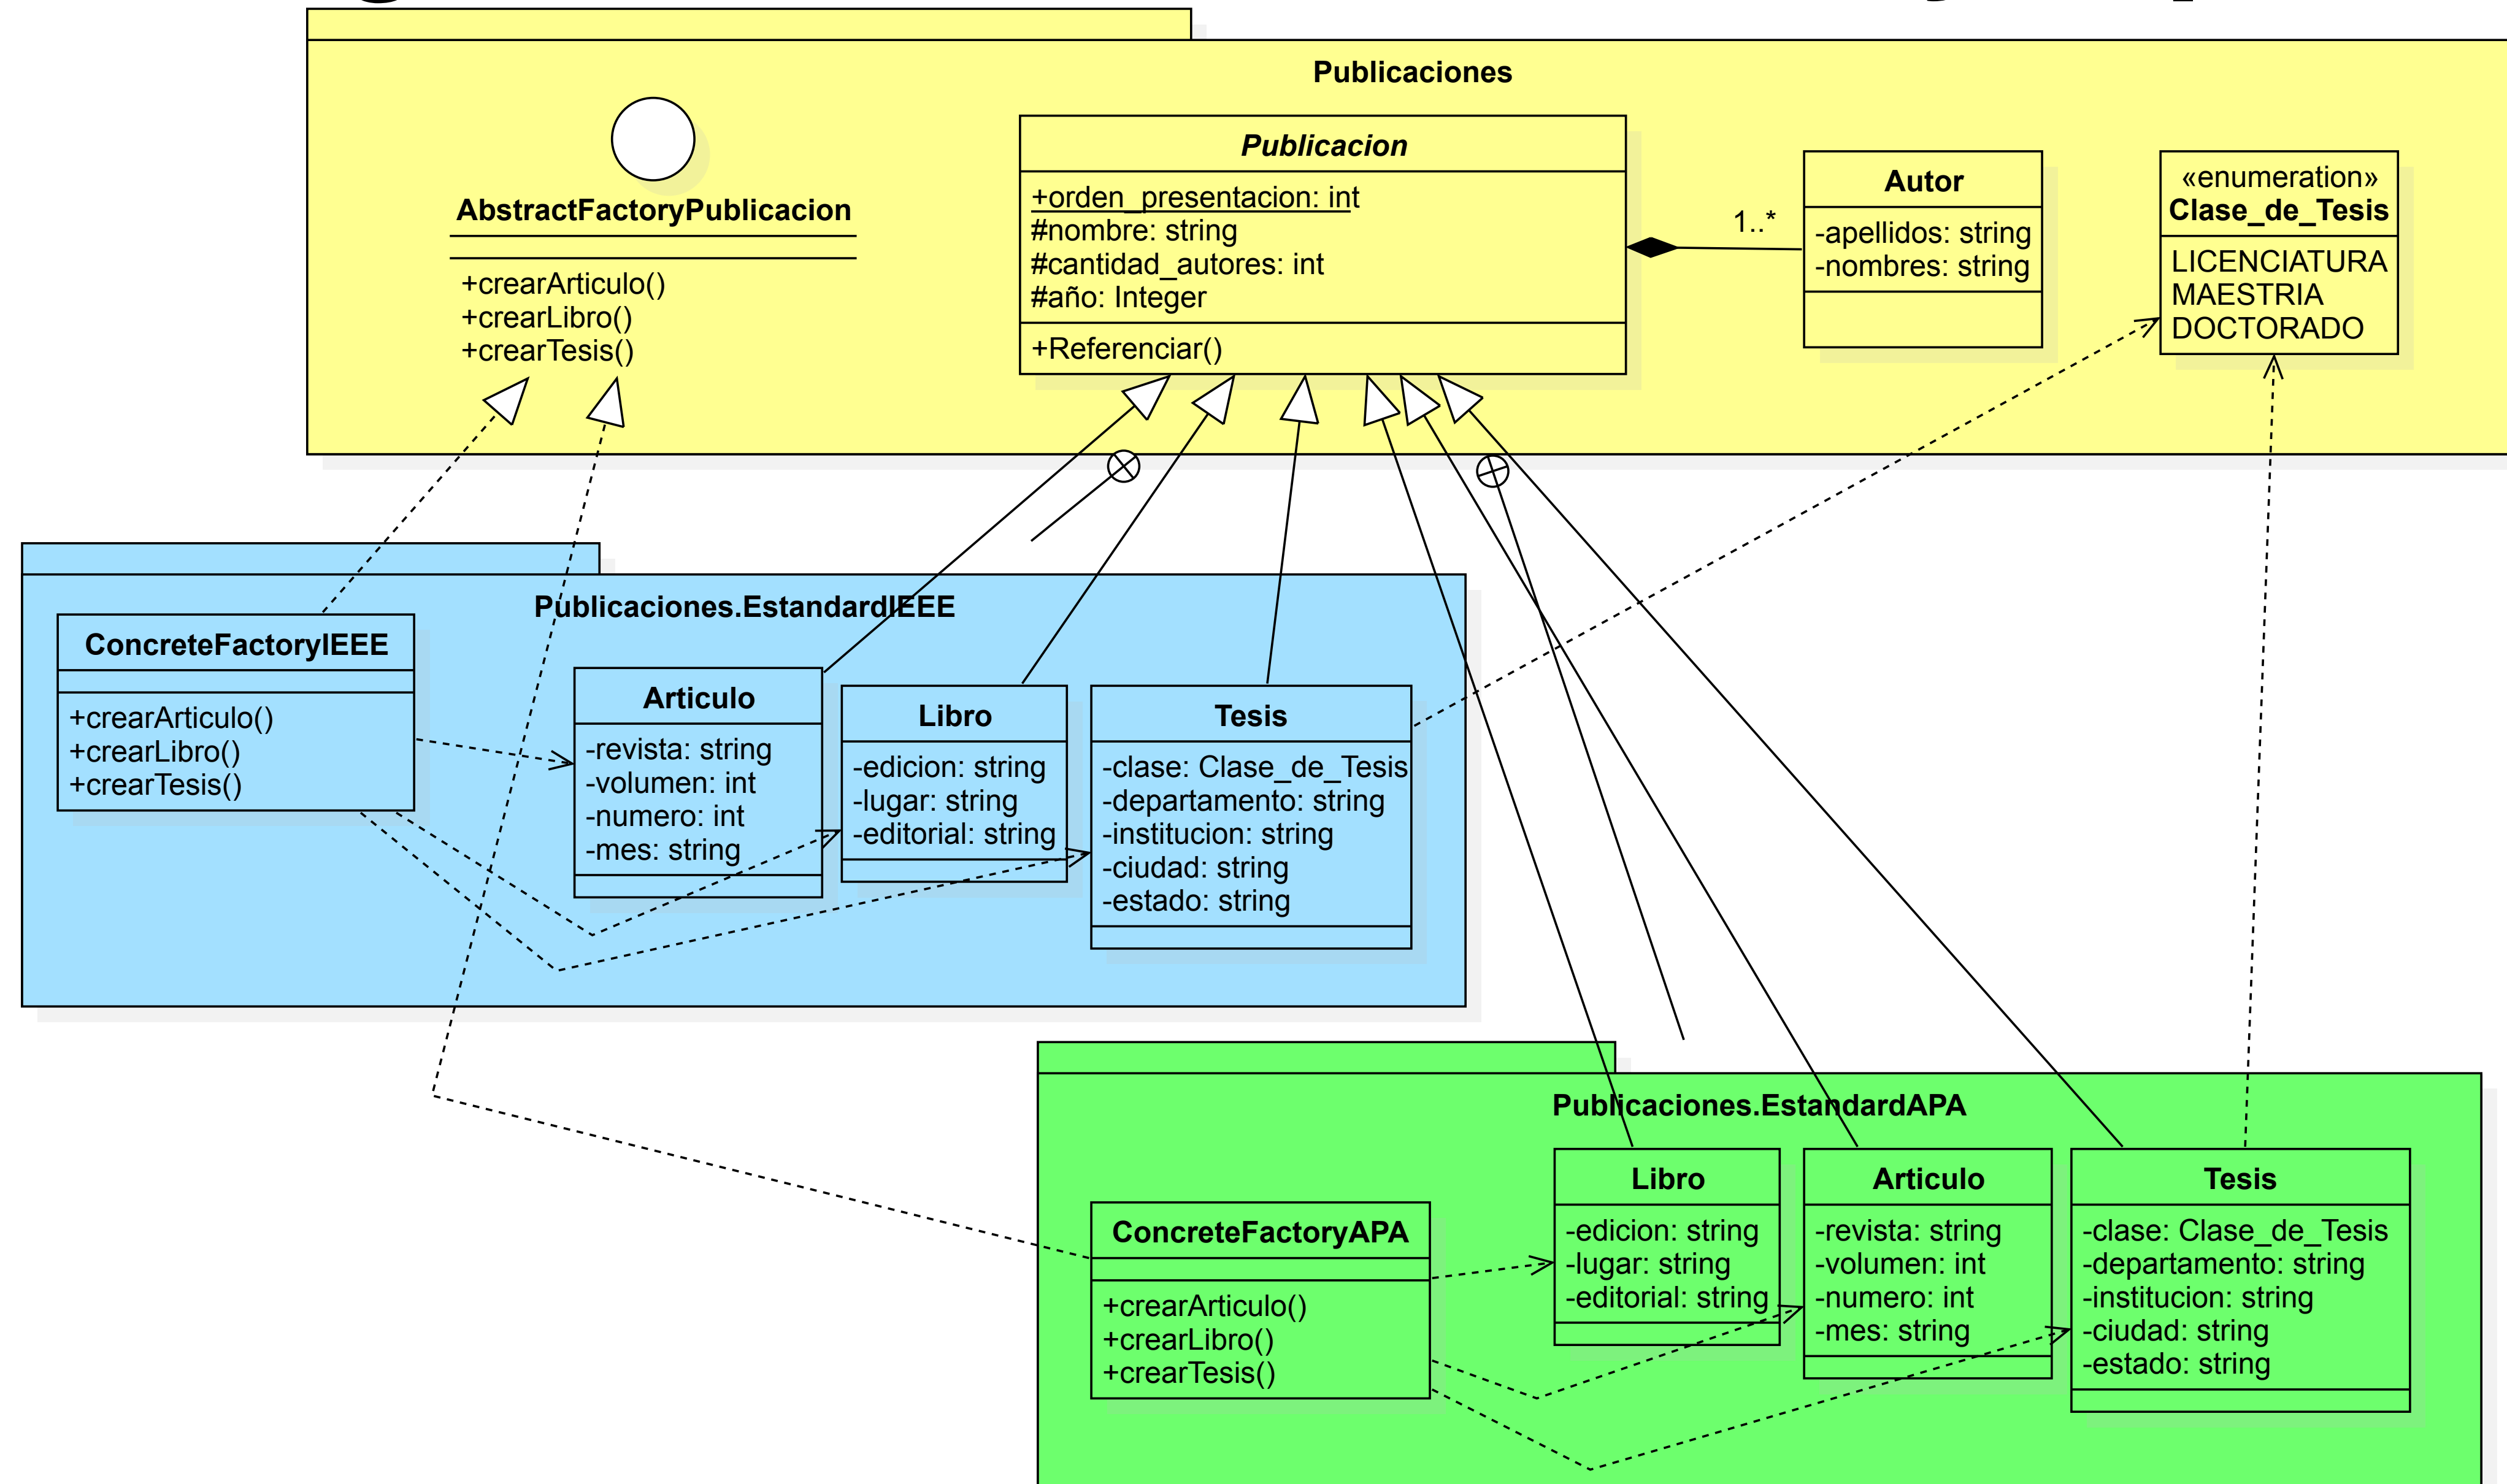 Publicaciones
AbstractFactoryPublicacion
+crearArticulo()
+crearLibro()
+crearTesis()
Publicacion
+orden_presentacion: int
#nombre: string
#cantidad_autores: int
#año: Integer
+Referenciar()
1..*
Autor
-apellidos: string
-nombres: string
«enumeration»
Clase_de_Tesis
LICENCIATURA
MAESTRIA
DOCTORADO
Publicaciones.EstandardIEEE
ConcreteFactoryIEEE
+crearArticulo()
+crearLibro()
+crearTesis()
Articulo
-revista: string
-volumen: int
-numero: int
-mes: string
Libro
-edicion: string
-lugar: string
-editorial: string
Tesis
-clase: Clase_de_Tesis
-departamento: string
-institucion: string
-ciudad: string
-estado: string
Publicaciones.EstandardAPA
ConcreteFactoryAPA
+crearArticulo()
+crearLibro()
+crearTesis()
Libro
-edicion: string
-lugar: string
-editorial: string
Articulo
-revista: string
-volumen: int
-numero: int
-mes: string
Tesis
-clase: Clase_de_Tesis
-departamento: string
-institucion: string
-ciudad: string
-estado: string